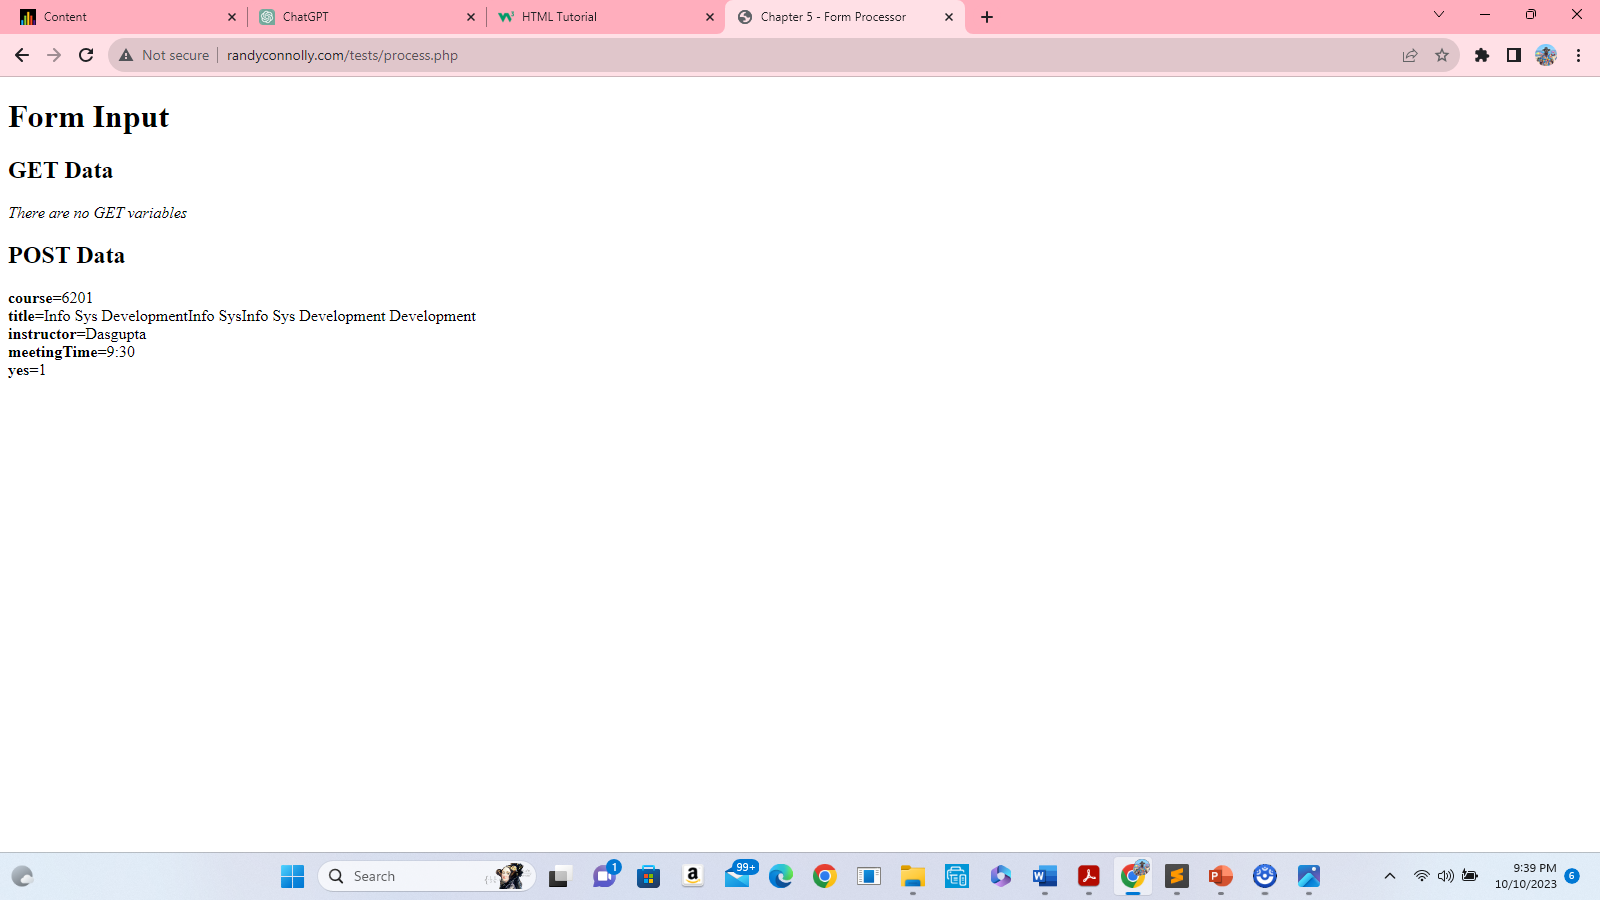 Content
ChatGPT
HTML Tutorial
Chapter 5 - Form Processor
Not secure
randyconnolly.com/tests/process.php
Form Input
GET Data
There are no GET variables
POST Data
course=6201
title=Info Sys DevelopmentInfo SysInfo Sys Development Development
instructor=Dasgupta
meetingTime=9:30
yes=1
Search
1
99+
9:39 PM
10/10/2023
6